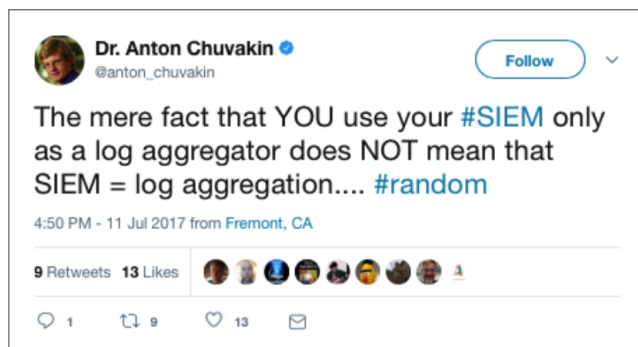 Dr. Anton Chuvakin
@anton_chuvakin
Follow
The mere fact that YOU use your #SIEM only
as a log aggregator does NOT mean that
SIEM = log aggregation.... #random
4:50 PM - 11 Jul 2017 from Fremont, CA
9 Retweets 13 Likes
1 9 13